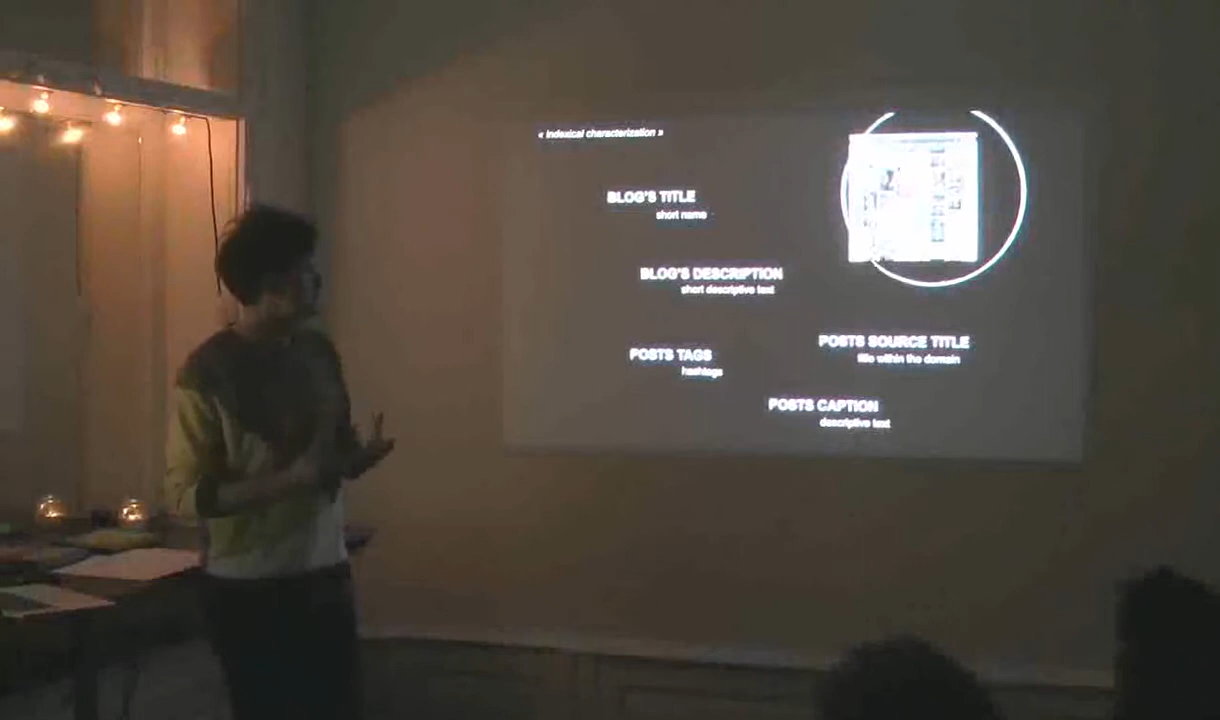 « Indexical characterization »
BLOG'S TITLE
short name
BLOG'S DESCRIPTION
short descriptive text
POSTS TAGS
hashtags
POSTS SOURCE TITLE
title within the domain
POSTS CAPTION
descriptive text